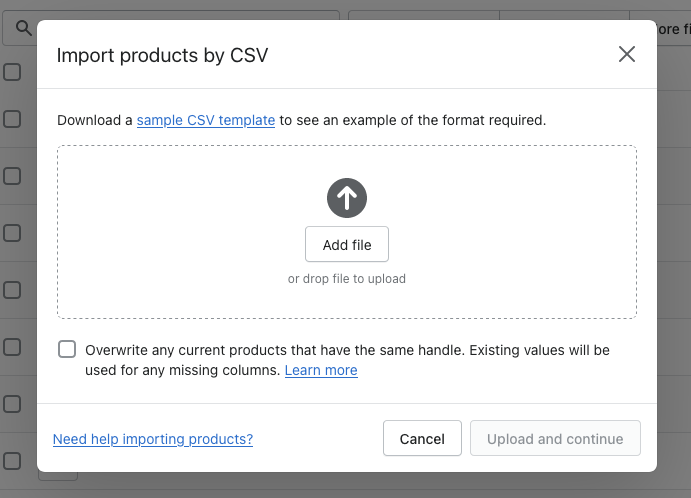 ore fi
Import products by CSV
Download a sample CSV template to see an example of the format required.
Add file
or drop file to upload
Overwrite any current products that have the same handle. Existing values will be
used for any missing columns. Learn more
Need help importing products?
Cancel
Upload and continue